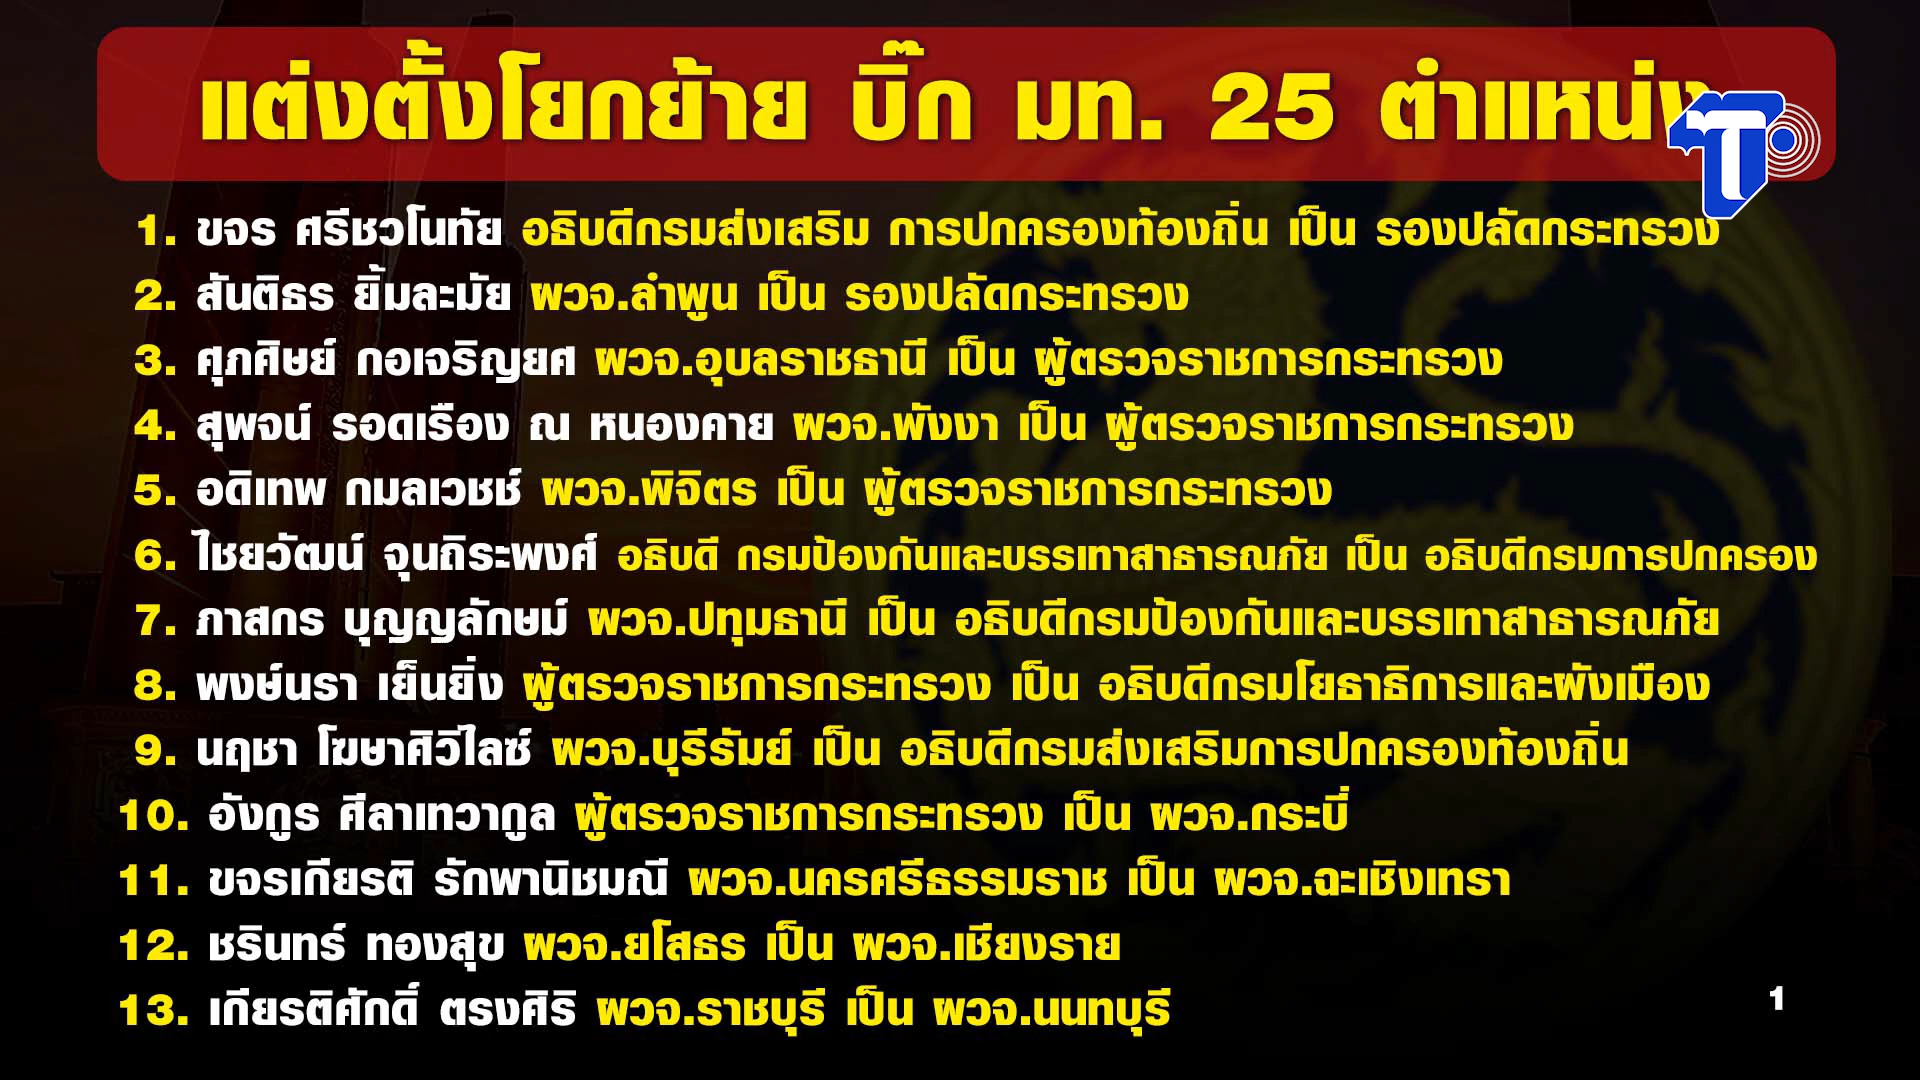 แต่งตั้งโยกย้าย บิ๊ก มท. 25 ตำแหน่ง
1. ขจร ศรีชวโนทัย อธิบดีกรมส่งเสริม การปกครองท้องถิ่น เป็น รองปลัดกระทรวง
2. สันติธร ยิ้มละมัย ผวจ.ลำพูน เป็น รองปลัดกระทรวง
3. ศุภศิษย์ กอเจริญยศ ผวจ.อุบลราชธานี เป็น ผู้ตรวจราชการกระทรวง
4. สุพจน์ รอดเรือง ณ หนองคาย ผวจ.พังงา เป็น ผู้ตรวจราชการกระทรวง
5. อดิเทพ กมลเวชช์ ผวจ.พิจิตร เป็น ผู้ตรวจราชการกระทรวง
6. ไชยวัฒน์ จุนถิระพงศ์ อธิบดี กรมป้องกันและบรรเทาสาธารณภัย เป็น อธิบดีกรมการปกครอง
7. ภาสกร บุญญลักษม์ ผวจ.ปทุมธานี เป็น อธิบดีกรมป้องกันและบรรเทาสาธารณภัย
8. พงษ์นรา เย็นยิ่ง ผู้ตรวจราชการกระทรวง เป็น อธิบดีกรมโยธาธิการและผังเมือง
9. นฤชา โฆษาศิวิไลซ์ ผวจ.บุรีรัมย์ เป็น อธิบดีกรมส่งเสริมการปกครองท้องถิ่น
10. อังกูร ศีลาเทวากูล ผู้ตรวจราชการกระทรวง เป็น ผวจ.กระบี่
11. ขจรเกียรติ รักพานิชมณี ผวจ.นครศรีธรรมราช เป็น ผวจ.ฉะเชิงเทรา
12. ชรินทร์ ทองสุข ผวจ.ยโสธร เป็น ผวจ.เชียงราย
13. เกียรติศักดิ์ ตรงศิริ ผวจ.ราชบุรี เป็น ผวจ.นนทบุรี
1